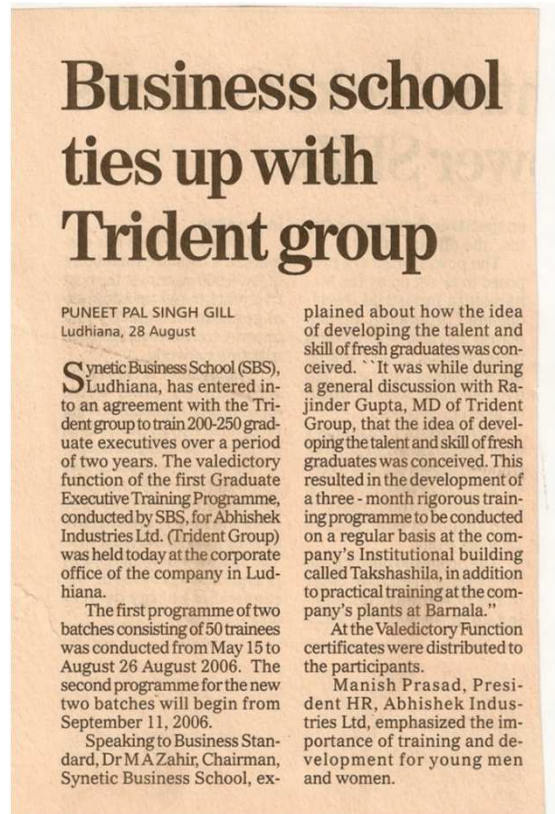 Business school
ties up with
Trident group
PUNEET PAL SINGH GILL
Ludhiana, 28 August
Synetic Business School (SBS),
Ludhiana, has entered in-
to an agreement with the Tri-
dent group to train 200-250 grad-
uate executives over a period
of two years. The valedictory
function of the first Graduate
Executive Training Programme,
conducted by SBS, for Abhishek
Industries Ltd. (Trident Group)
was held today at the corporate
office of the company in Lud-
hiana.
The first programme of two
batches consisting of 50 trainees
was conducted from May 15 to
August 26 August 2006. The
second programme for the new
two batches will begin from
September 11, 2006.
Speaking to Business Stan-
dard, Dr M A Zahir, Chairman,
Synetic Business School, ex-
plained about how the idea
of developing the talent and
skill of fresh graduates was con-
ceived. ``It was while during
a general discussion with Ra-
jinder Gupta, MD of Trident
Group, that the idea of devel-
oping the talent and skill of fresh
graduates was conceived. This
resulted in the development of
a three - month rigorous train-
ing programme to be conducted
on a regular basis at the com-
pany's Institutional building
called Takshashila, in addition
to practical training at the com-
pany's plants at Barnala."
At the Valedictory Function
certificates were distributed to
the participants.
Manish Prasad, Presi-
dent HR, Abhishek Indus-
tries Ltd, emphasized the im-
portance of training and de-
velopment for young men
and women.